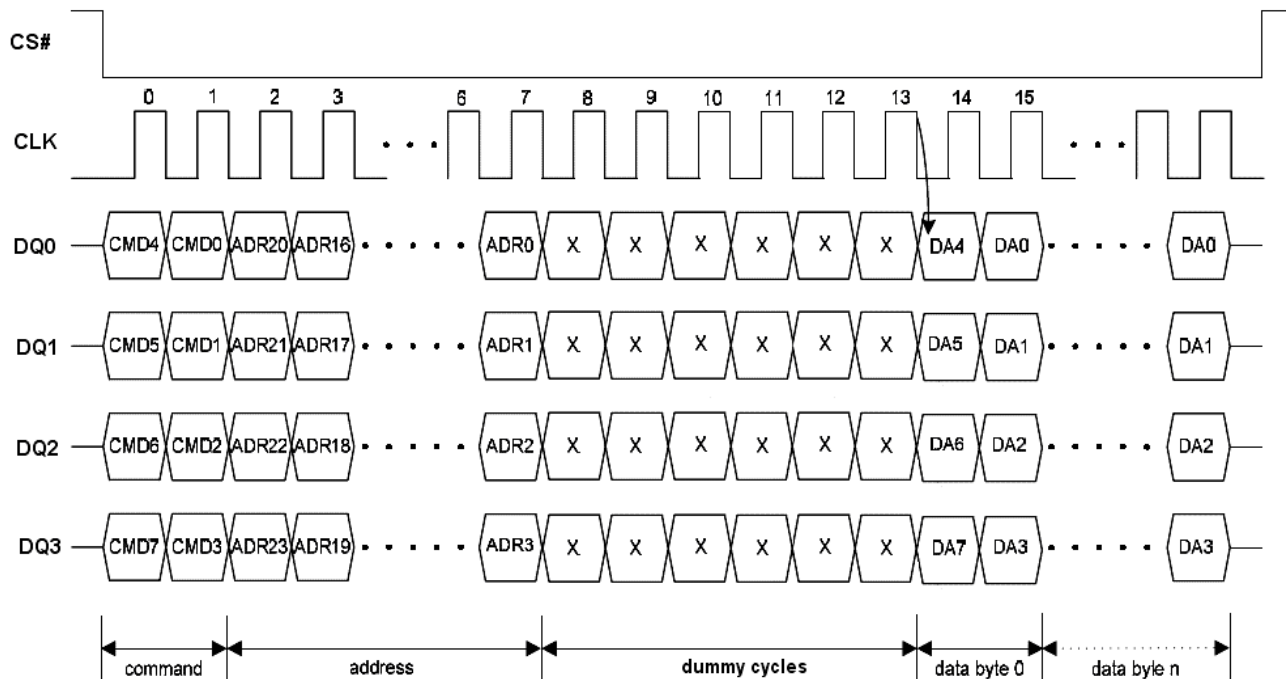 CS#
0 1 2 3 6 7 8 9 10 11 12 13 14 15
CLK
DQ0 CMD4 CMD0 ADR20 ADR16 ADR0 X X X X X X DA4 DA0 DA0
DQ1 CMD5 CMD1 ADR21 ADR17 ADR1 X X X X X X DA5 DA1 DA1
DQ2 CMD6 CMD2 ADR22 ADR18 ADR2 X X X X X X DA6 DA2 DA2
DQ3 CMD7 CMD3 ADR23 ADR19 ADR3 X X X X X X DA7 DA3 DA3
command address dummy cycles data byte 0 data byle n